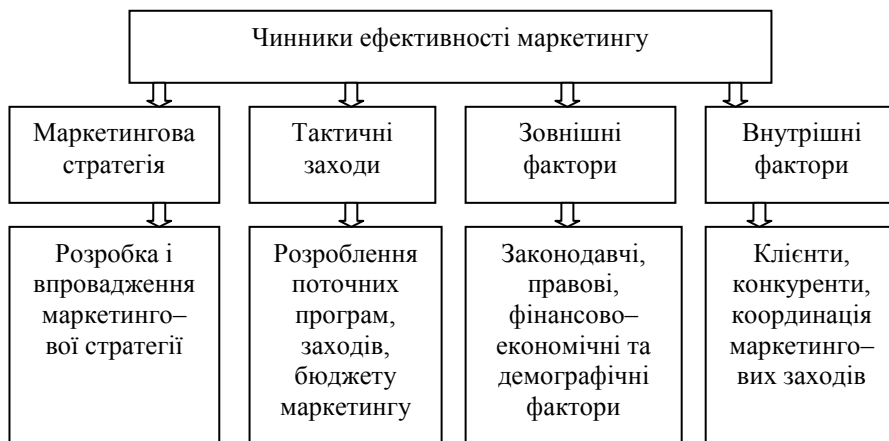 Чинники ефективності маркетингу
Маркетингова
стратегія
Тактичні
заходи
Зовнішні
фактори
Внутрішні
фактори
Розробка і
впровадження
маркетинго–
вої стратегії
Розроблення
поточних
програм,
заходів,
бюджету
маркетингу
Законодавчі,
правові,
фінансово–
економічні та
демографічні
фактори
Клієнти,
конкуренти,
координація
маркетинго–
вих заходів